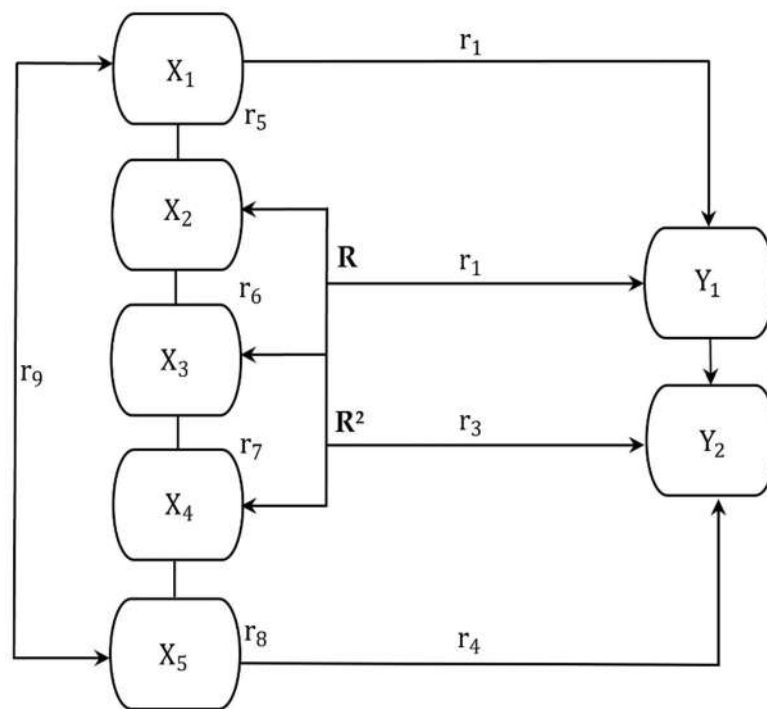 X₁
r₁
r₅
X₂
R
r₁
Y₁
r₆
X₃
r₉
R²
r₃
Y₂
r₇
X₄
X₅
r₈
r₄